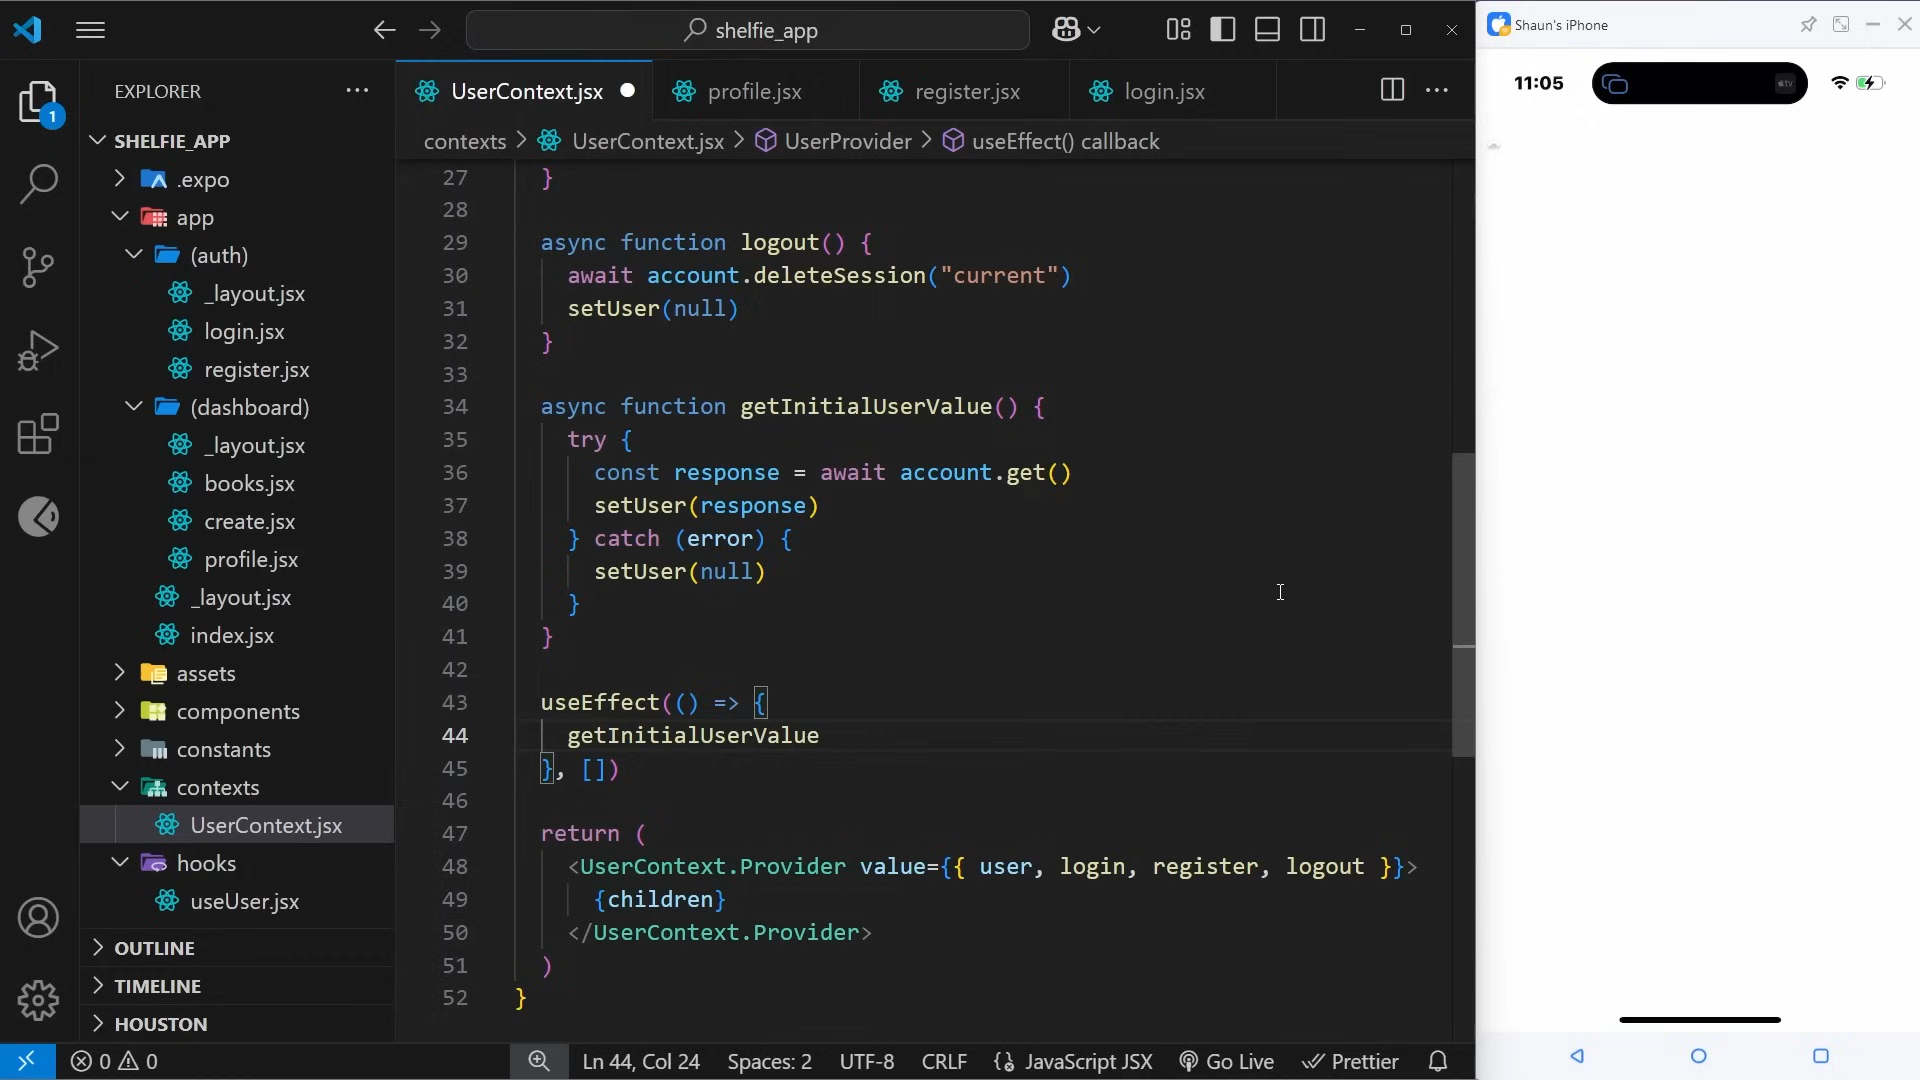 shelfie_app
Shaun's iPhone
11:05
tv
EXPLORER
1
UserContext.jsx
profile.jsx
register.jsx
login.jsx
contexts > UserContext.jsx > UserProvider > useEffect() callback
SHELFIE_APP
.expo
app
(auth)
_layout.jsx
login.jsx
register.jsx
(dashboard)
_layout.jsx
books.jsx
create.jsx
profile.jsx
_layout.jsx
index.jsx
assets
components
constants
contexts
UserContext.jsx
hooks
useUser.jsx
OUTLINE
TIMELINE
HOUSTON
27 }
28
29 async function logout() {
30 await account.deleteSession("current")
31 setUser(null)
32 }
33
34 async function getInitialUserValue() {
35 try {
36 const response = await account.get()
37 setUser(response)
38 } catch (error) {
39 setUser(null)
40 }
41 }
42
43 useEffect(() => {
44 getInitialUserValue
45 }, [])
46
47 return (
48 <UserContext.Provider value={{ user, login, register, logout }}>
49 {children}
50 </UserContext.Provider>
51 )
52 }
0 0
Ln 44, Col 24
Spaces: 2
UTF-8
CRLF
JavaScript JSX
Go Live
Prettier